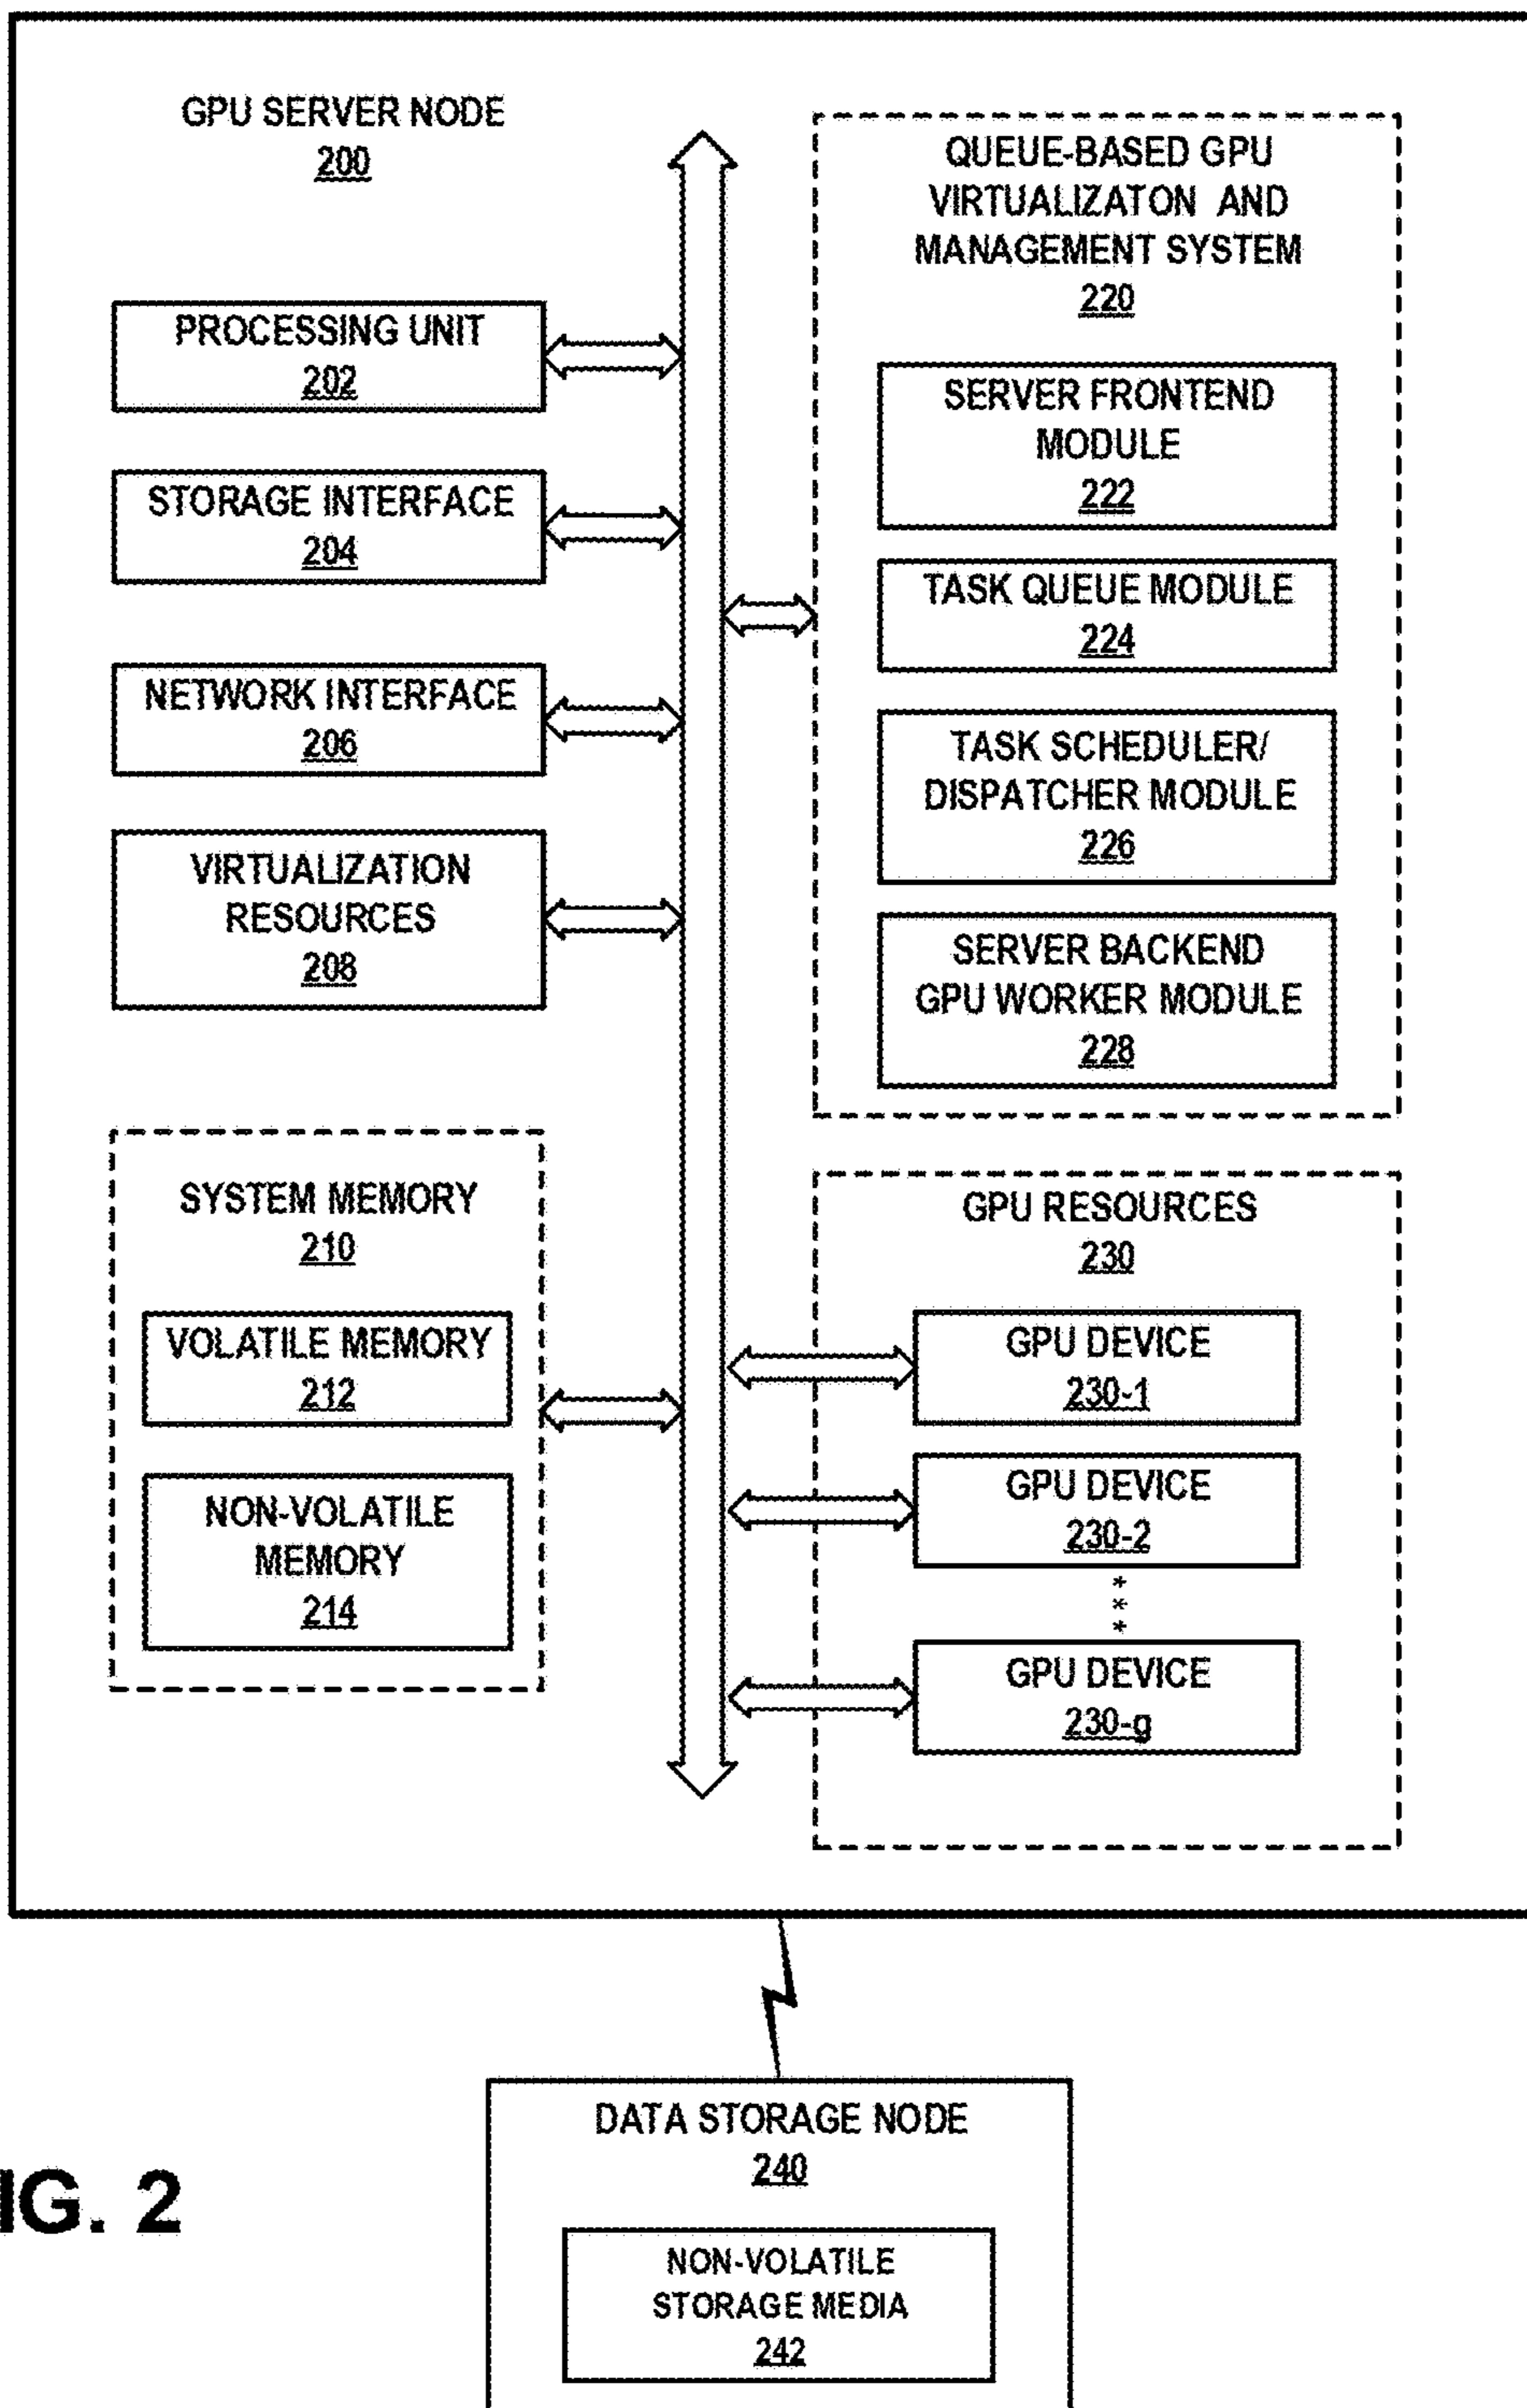 GPU SERVER NODE
200
PROCESSING UNIT
202
STORAGE INTERFACE
204
NETWORK INTERFACE
206
VIRTUALIZATION
RESOURCES
208
SYSTEM MEMORY
210
VOLATILE MEMORY
212
NON-VOLATILE
MEMORY
214
QUEUE-BASED GPU
VIRTUALIZATON AND
MANAGEMENT SYSTEM
220
SERVER FRONTEND
MODULE
222
TASK QUEUE MODULE
224
TASK SCHEDULER/
DISPATCHER MODULE
226
SERVER BACKEND
GPU WORKER MODULE
228
GPU RESOURCES
230
GPU DEVICE
230-1
GPU DEVICE
230-2
* * *
GPU DEVICE
230-g
DATA STORAGE NODE
240
NON-VOLATILE
STORAGE MEDIA
242
IG. 2